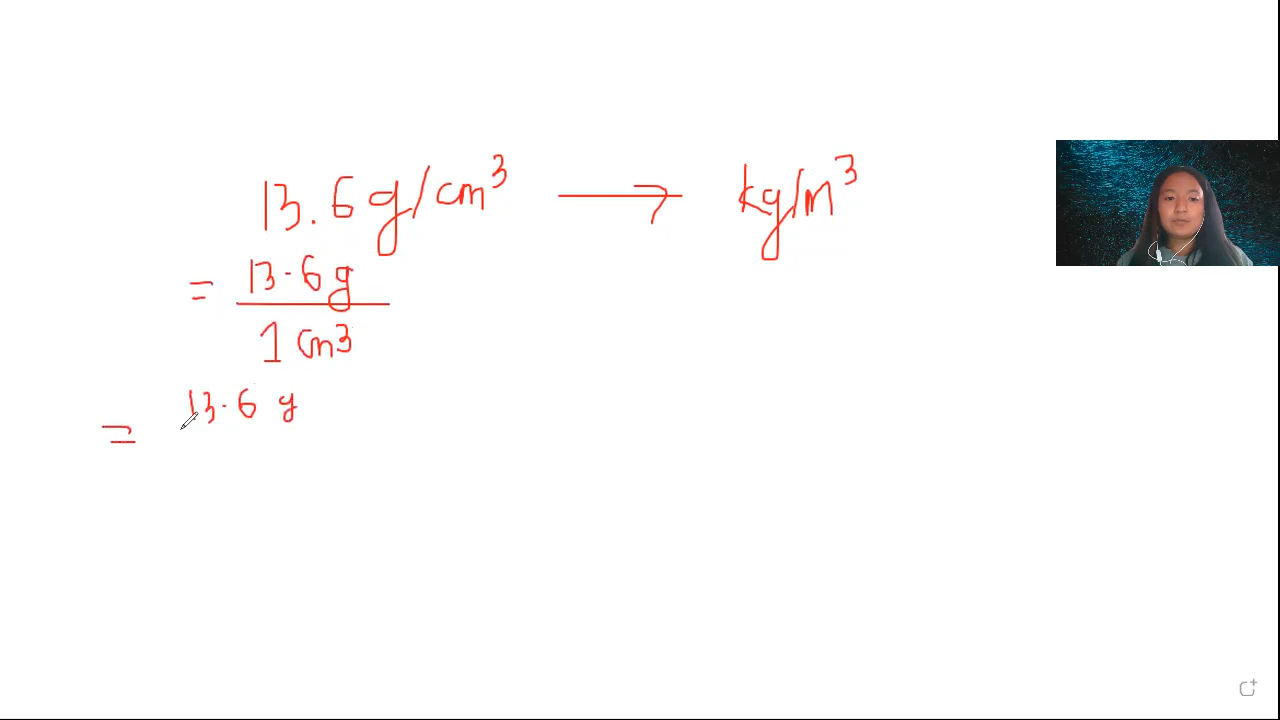 13.6 g/cm³ → kg/m³
= 13.6 g
1 cm3
= 13.6 g